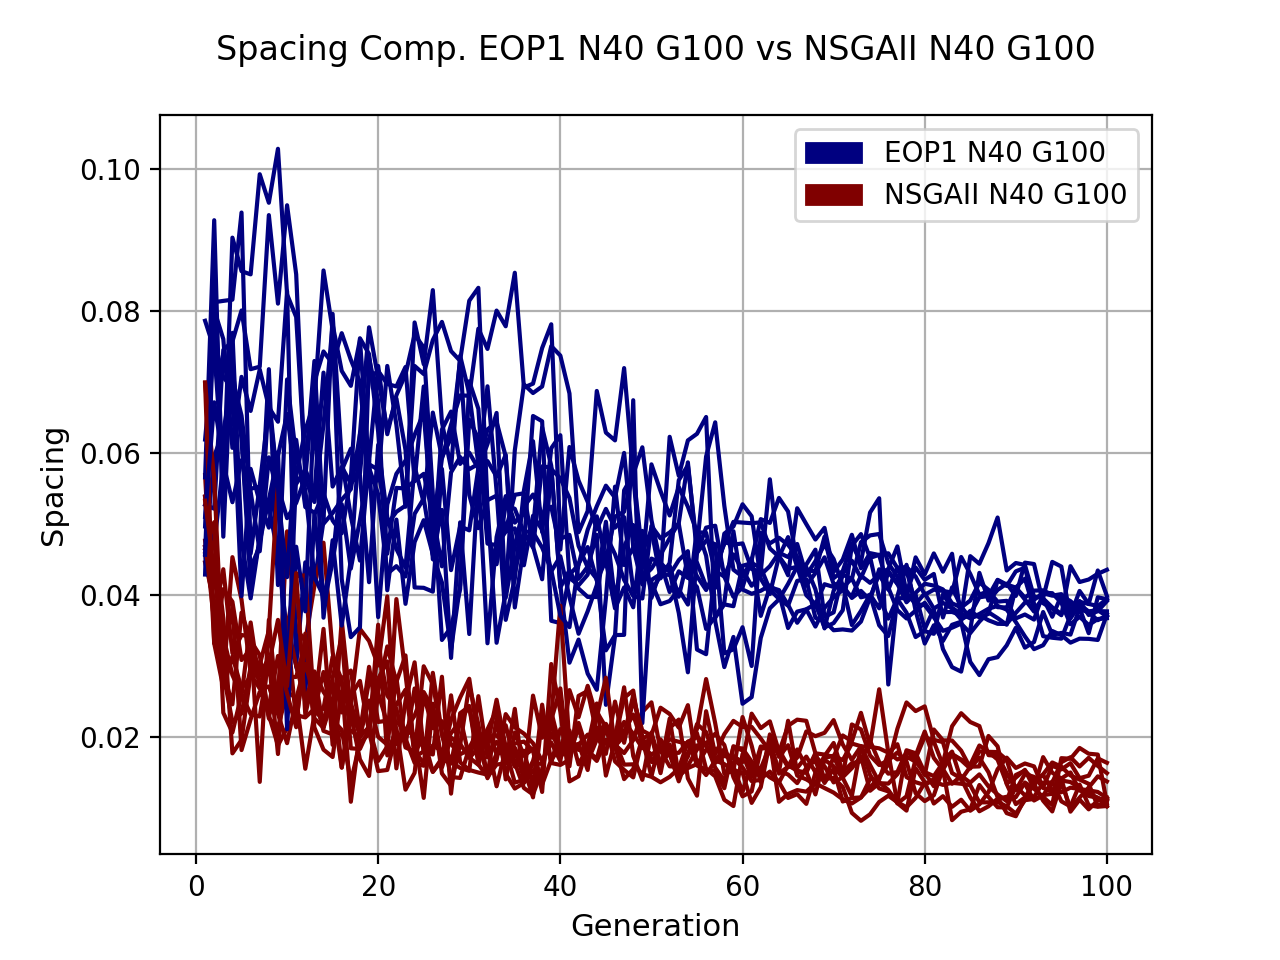 Spacing Comp. EOP1 N40 G100 vs NSGAII N40 G100
EOP1 N40 G100
NSGAII N40 G100
0.10
0.08
0.06
0.04
0.02
Spacing
0 20 40 60 80 100
Generation